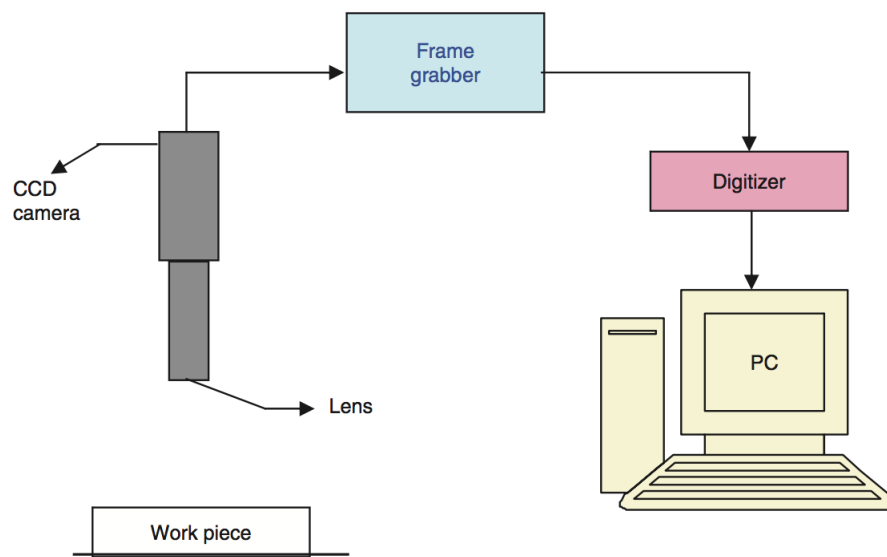 Frame
grabber
CCD
camera
Digitizer
PC
Lens
Work piece